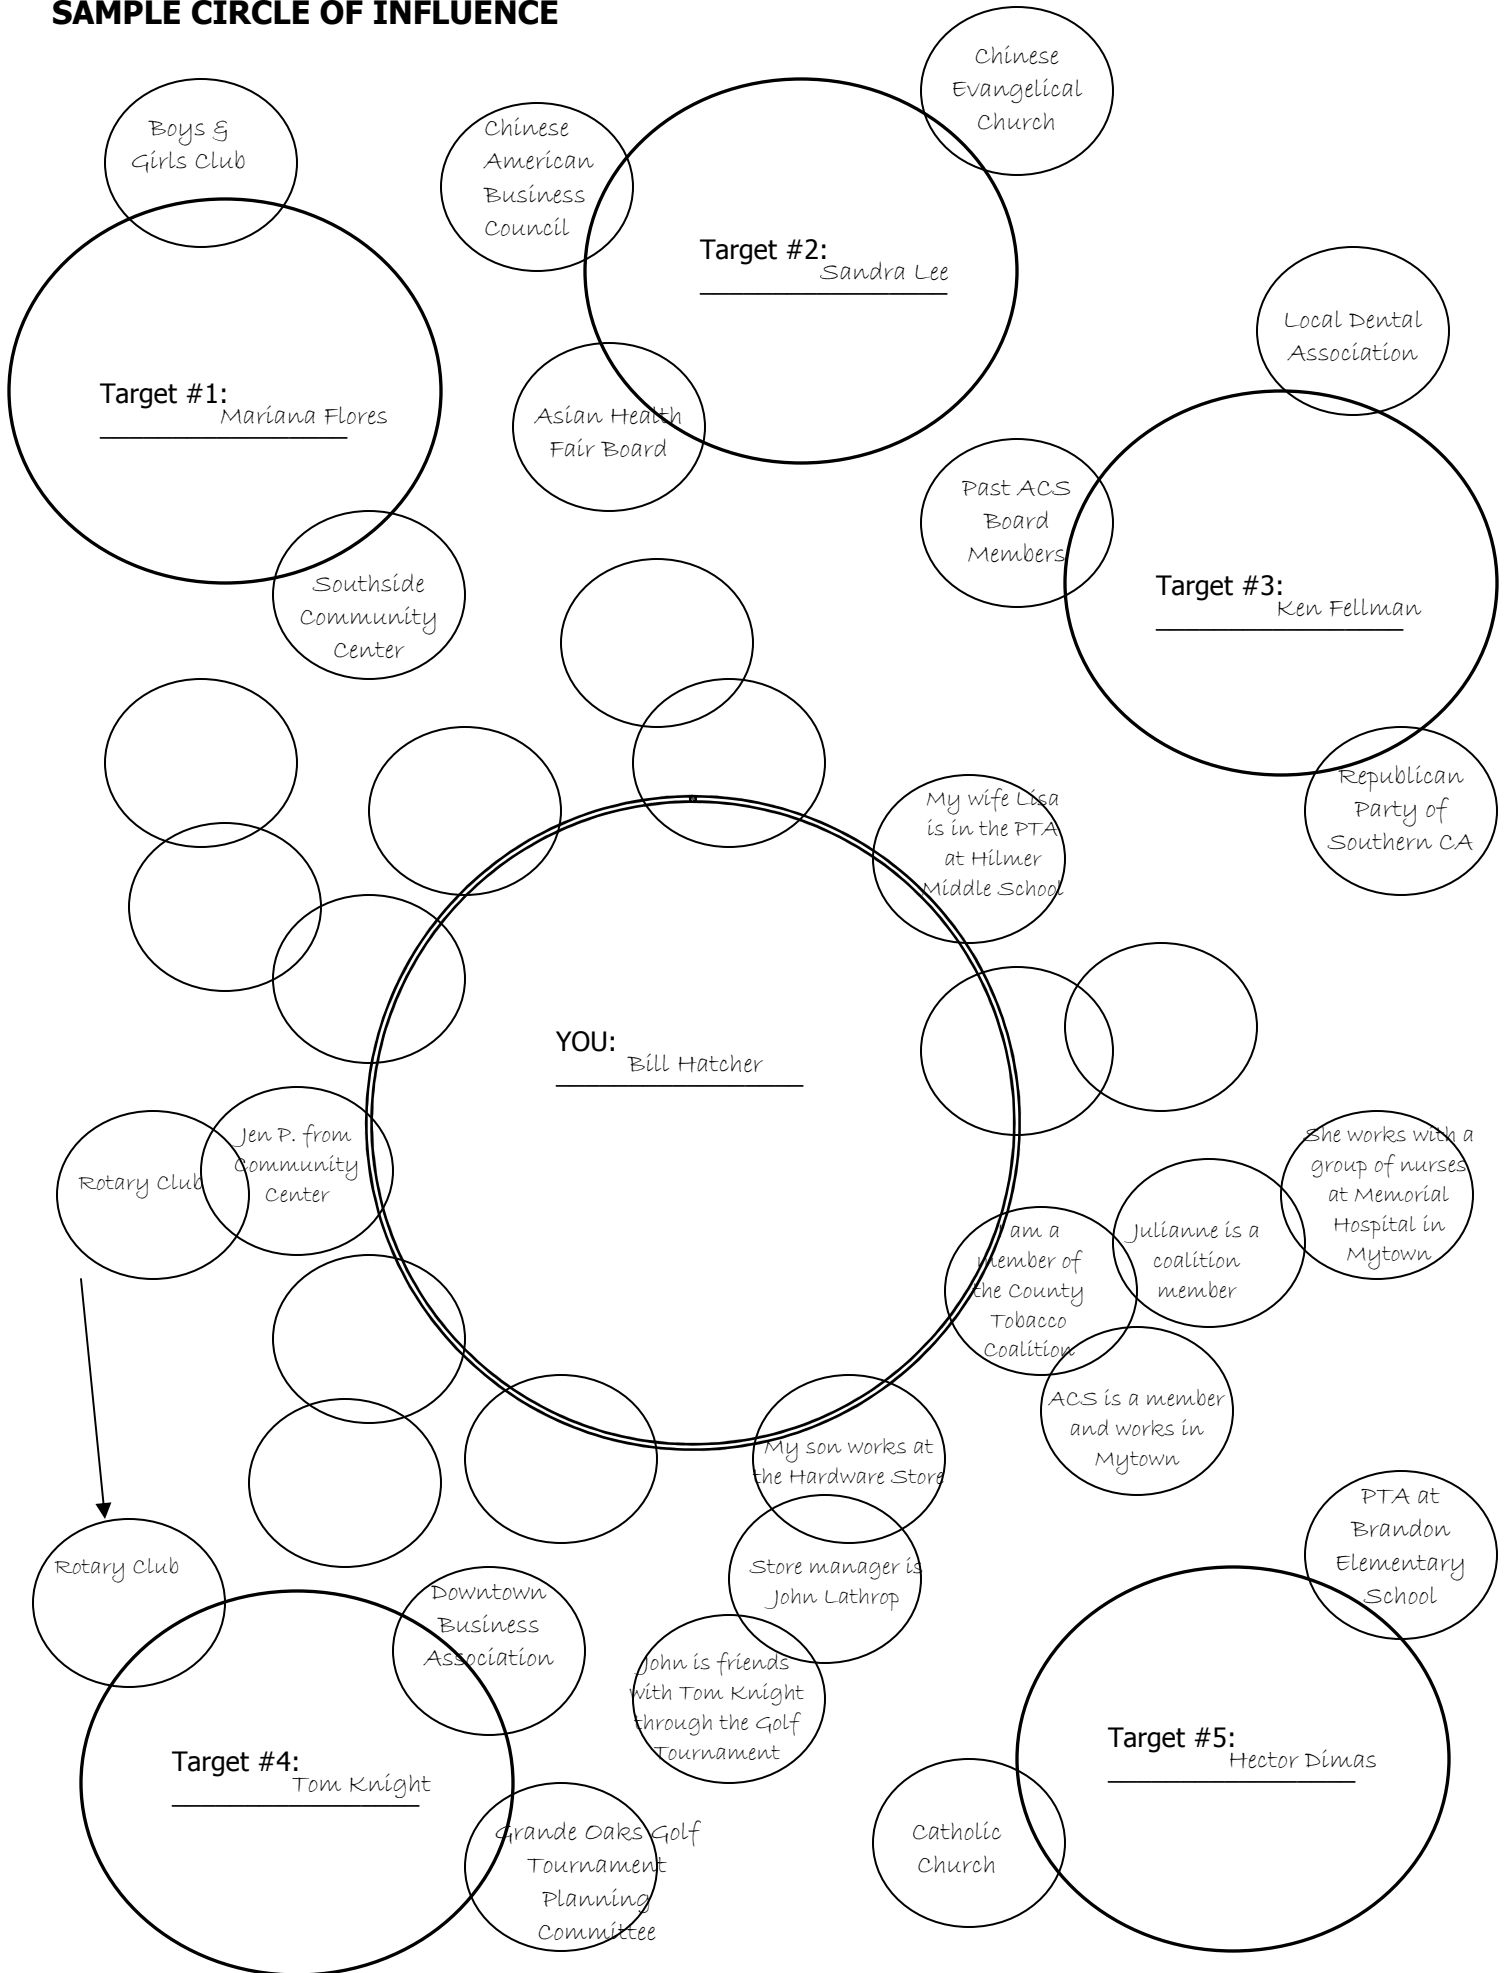 SAMPLE CIRCLE OF INFLUENCE
Chinese
Evangelical
Church
Boys &
Girls Club
Chinese
American
Business
Council
Target #2:
Sandra Lee
Local Dental
Association
Target #1:
Mariana Flores
Asian Health
Fair Board
Past ACS
Board
Members
Target #3:
Ken Fellman
Southside
Community
Center
Republican
Party of
Southern CA
My wife Lisa
is in the PTA
at Hilmer
Middle School
YOU:
Bill Hatcher
Rotary Club
Jen P. from
Community
Center
She works with a
group of nurses
at Memorial
Hospital in
Mytown
Julianne is a
coalition
member
I am a
member of
the County
Tobacco
Coalition
ACS is a member
and works in
Mytown
My son works at
the Hardware Store
Store manager is
John Lathrop
John is friends
with Tom Knight
through the Golf
Tournament
Rotary Club
Downtown
Business
Association
Target #4:
Tom Knight
Grande Oaks Golf
Tournament
Planning
Committee
PTA at
Brandon
Elementary
School
Target #5:
Hector Dimas
Catholic
Church